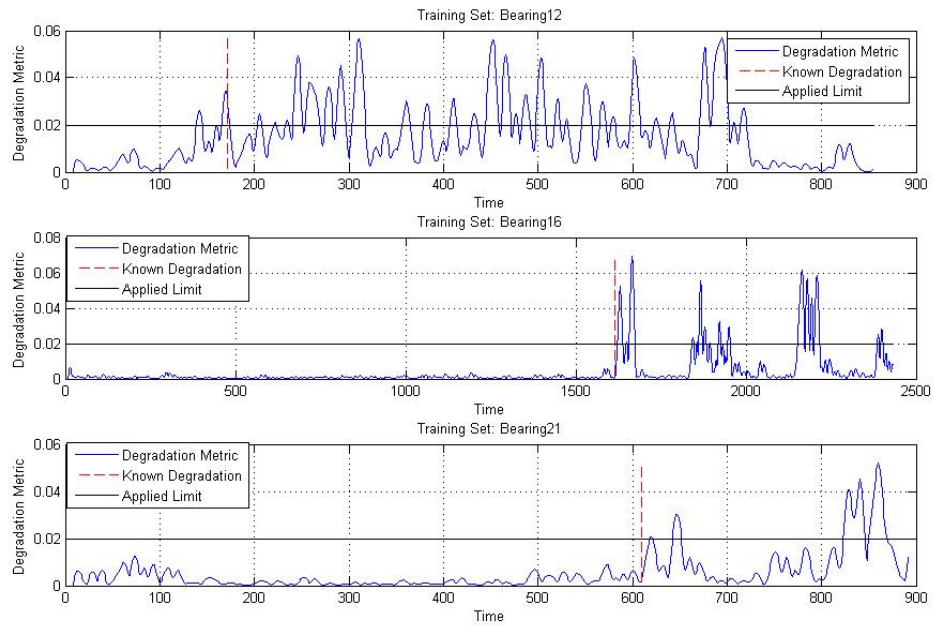 Training Set: Bearing12
Degradation Metric
0.06
0.04
0.02
0
Degradation Metric
Known Degradation
Applied Limit
0 100 200 300 400 500 600 700 800 900
Time
Training Set: Bearing16
Degradation Metric
0.08
0.06
0.04
0.02
0
Degradation Metric
Known Degradation
Applied Limit
0 500 1000 1500 2000 2500
Time
Training Set: Bearing21
Degradation Metric
0.06
0.04
0.02
0
Degradation Metric
Known Degradation
Applied Limit
0 100 200 300 400 500 600 700 800 900
Time